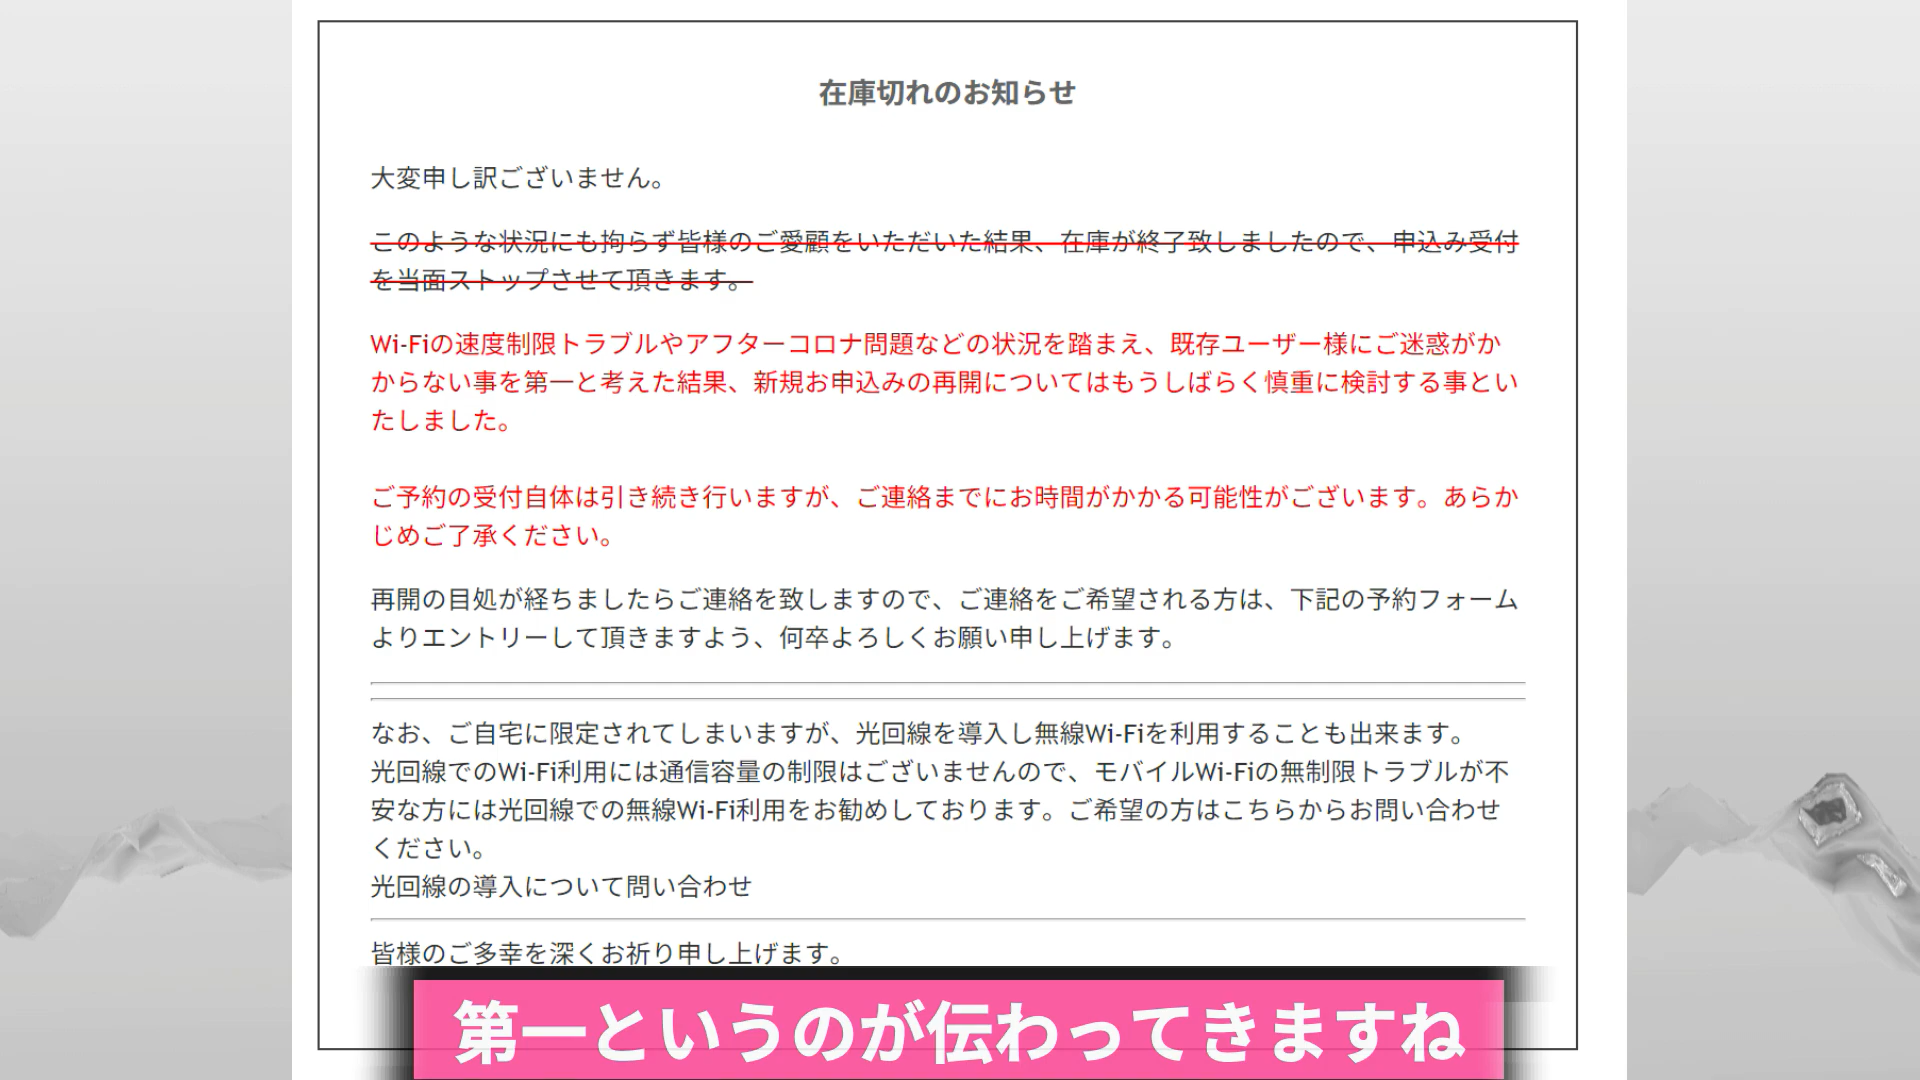 在庫切れのお知らせ
大変申し訳ございません。
このような状況にも拘らず皆様のご愛顧をいただいた結果、在庫が終了致しましたので、申込み受付
を当面ストップさせて頂きます。
Wi-Fiの速度制限トラブルやアフターコロナ問題などの状況を踏まえ、既存ユーザー様にご迷惑がか
からない事を第一と考えた結果、新規お申込みの再開についてはもうしばらく慎重に検討する事とい
たしました。
ご予約の受付自体は引き続き行いますが、ご連絡までにお時間がかかる可能性がございます。あらか
じめご了承ください。
再開の目処が経ちましたらご連絡を致しますので、ご連絡をご希望される方は、下記の予約フォーム
よりエントリーして頂きますよう、何卒よろしくお願い申し上げます。
なお、ご自宅に限定されてしまいますが、光回線を導入し無線Wi-Fiを利用することも出来ます。
光回線でのWi-Fi利用には通信容量の制限はございませんので、モバイルWi-Fiの無制限トラブルが不
安な方には光回線での無線Wi-Fi利用をお勧めしております。ご希望の方はこちらからお問い合わせ
ください。
光回線の導入について問い合わせ
皆様のご多幸を深くお祈り申し上げます。
第一というのが伝わってきますね